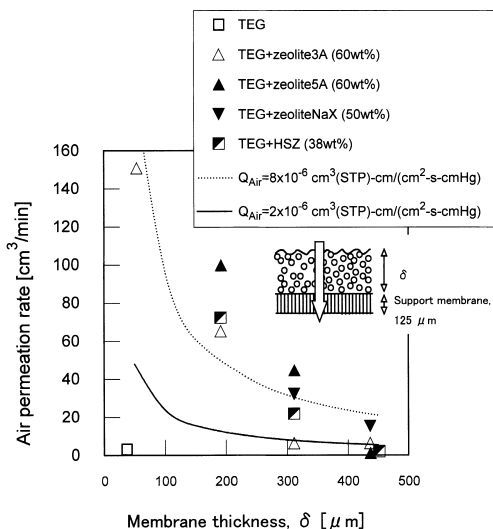 TEG
TEG+zeolite3A (60wt%)
TEG+zeolite5A (60wt%)
TEG+zeoliteNaX (50wt%)
TEG+HSZ (38wt%)
Q_Air=8x10⁻⁶ cm³(STP)-cm/(cm²-s-cmHg)
Q_Air=2x10⁻⁶ cm³(STP)-cm/(cm²-s-cmHg)
160
140
120
100
80
60
40
20
0
Air permeation rate [cm³/min]
δ
Support membrane,
125 μm
0 100 200 300 400 500
Membrane thickness, δ [μm]